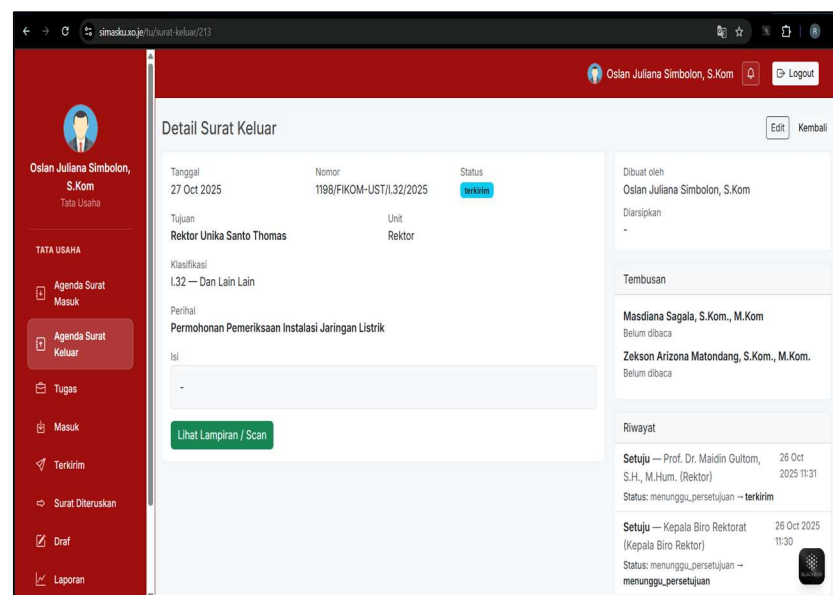 simasku.xo.je/tu/surat-keluar/213
R
Oslan Juliana Simbolon, S.Kom
Logout
Oslan Juliana Simbolon,
S.Kom
Tata Usaha
TATA USAHA
Agenda Surat
Masuk
Agenda Surat
Keluar
Tugas
Masuk
Terkirim
Surat Diteruskan
Draf
Laporan
Detail Surat Keluar
Edit Kembali
Tanggal Nomor Status
27 Oct 2025 1198/FIKOM-UST/I.32/2025 terkirim
Tujuan Unit
Rektor Unika Santo Thomas Rektor
Klasifikasi
I.32 — Dan Lain Lain
Perihal
Permohonan Pemeriksaan Instalasi Jaringan Listrik
Isi
-
Lihat Lampiran / Scan
Dibuat oleh
Oslan Juliana Simbolon, S.Kom
Diarsipkan
-
Tembusan
Masdiana Sagala, S.Kom., M.Kom
Belum dibaca
Zekson Arizona Matondang, S.Kom., M.Kom.
Belum dibaca
Riwayat
Setuju — Prof. Dr. Maidin Gultom, 26 Oct
S.H., M.Hum. (Rektor) 2025 11:31
Status: menunggu_persetujuan → terkirim
Setuju — Kepala Biro Rektorat 26 Oct 2025
(Kepala Biro Rektor) 11:30
Status: menunggu_persetujuan →
menunggu_persetujuan